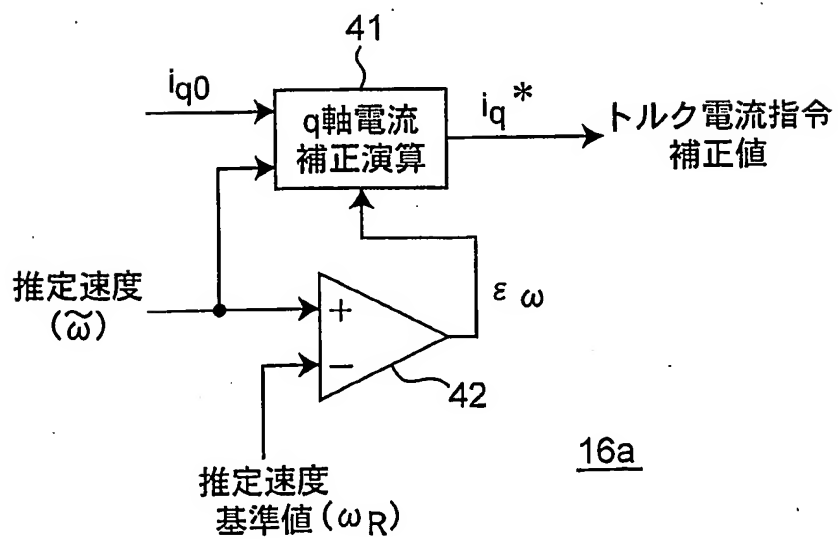 41
iq0
q軸電流
補正演算
iq*
トルク電流指令
補正値
推定速度
(ω̃)
+
−
εω
42
推定速度
基準値(ωR)
16a